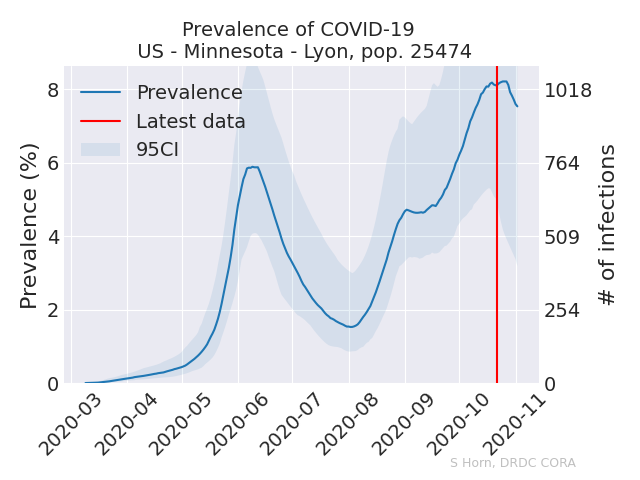 Prevalence of COVID-19
US - Minnesota - Lyon, pop. 25474
Prevalence
Latest data
95CI
Prevalence (%)
8
6
4
2
0
1018
764
509
254
0
# of infections
2020-03
2020-04
2020-05
2020-06
2020-07
2020-08
2020-09
2020-10
2020-11
S Horn, DRDC CORA